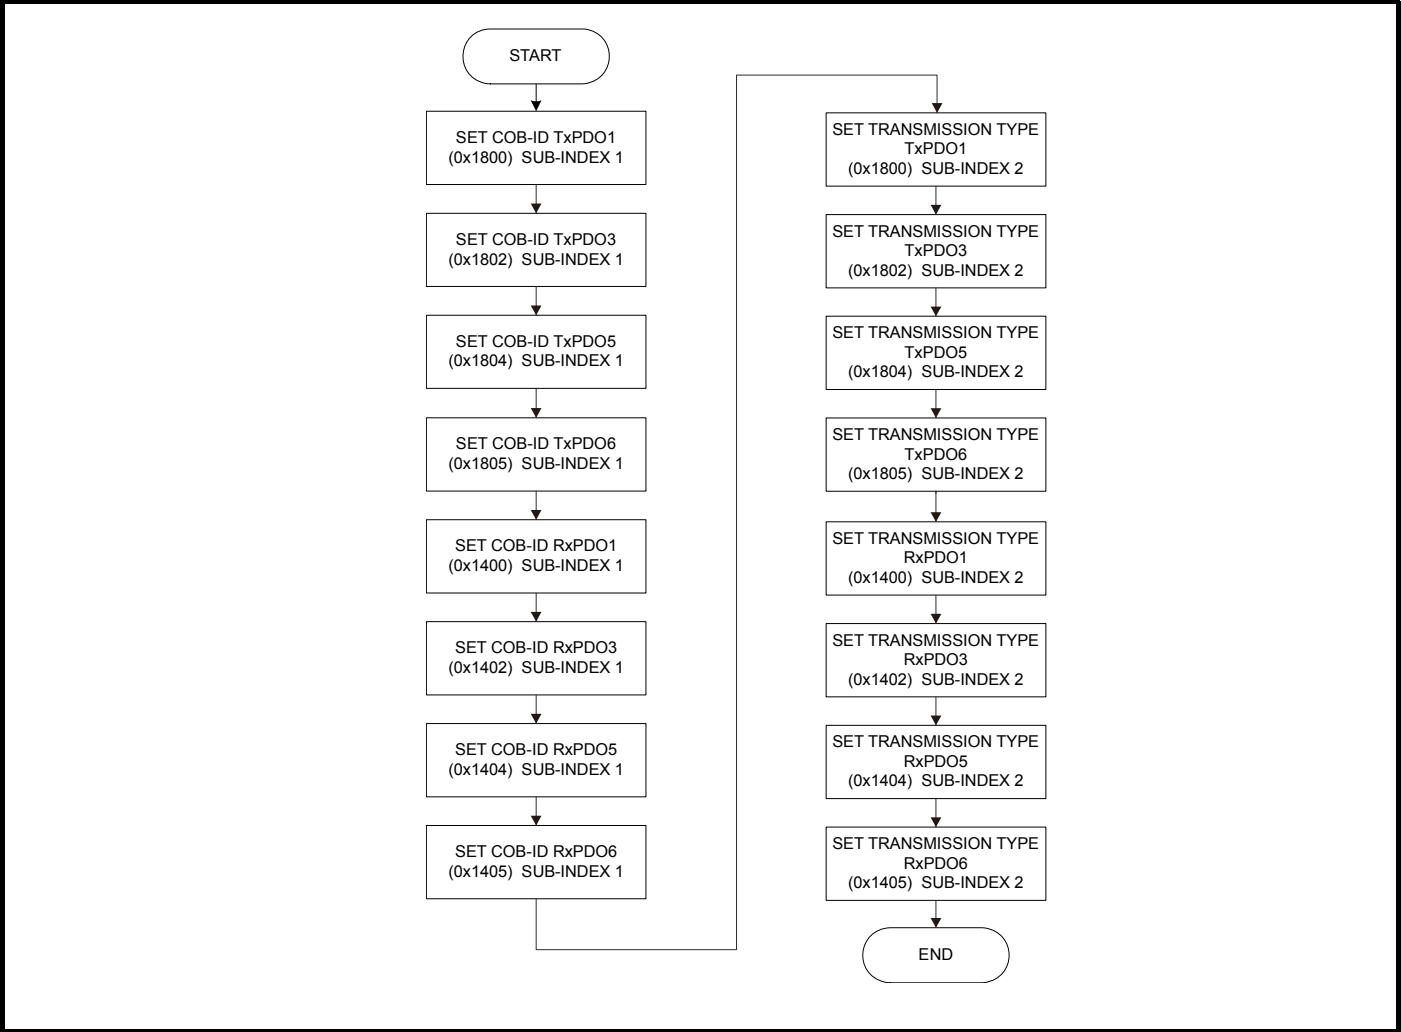 START
SET COB-ID TxPDO1
(0x1800) SUB-INDEX 1
SET COB-ID TxPDO3
(0x1802) SUB-INDEX 1
SET COB-ID TxPDO5
(0x1804) SUB-INDEX 1
SET COB-ID TxPDO6
(0x1805) SUB-INDEX 1
SET COB-ID RxPDO1
(0x1400) SUB-INDEX 1
SET COB-ID RxPDO3
(0x1402) SUB-INDEX 1
SET COB-ID RxPDO5
(0x1404) SUB-INDEX 1
SET COB-ID RxPDO6
(0x1405) SUB-INDEX 1
SET TRANSMISSION TYPE
TxPDO1
(0x1800) SUB-INDEX 2
SET TRANSMISSION TYPE
TxPDO3
(0x1802) SUB-INDEX 2
SET TRANSMISSION TYPE
TxPDO5
(0x1804) SUB-INDEX 2
SET TRANSMISSION TYPE
TxPDO6
(0x1805) SUB-INDEX 2
SET TRANSMISSION TYPE
RxPDO1
(0x1400) SUB-INDEX 2
SET TRANSMISSION TYPE
RxPDO3
(0x1402) SUB-INDEX 2
SET TRANSMISSION TYPE
RxPDO5
(0x1404) SUB-INDEX 2
SET TRANSMISSION TYPE
RxPDO6
(0x1405) SUB-INDEX 2
END